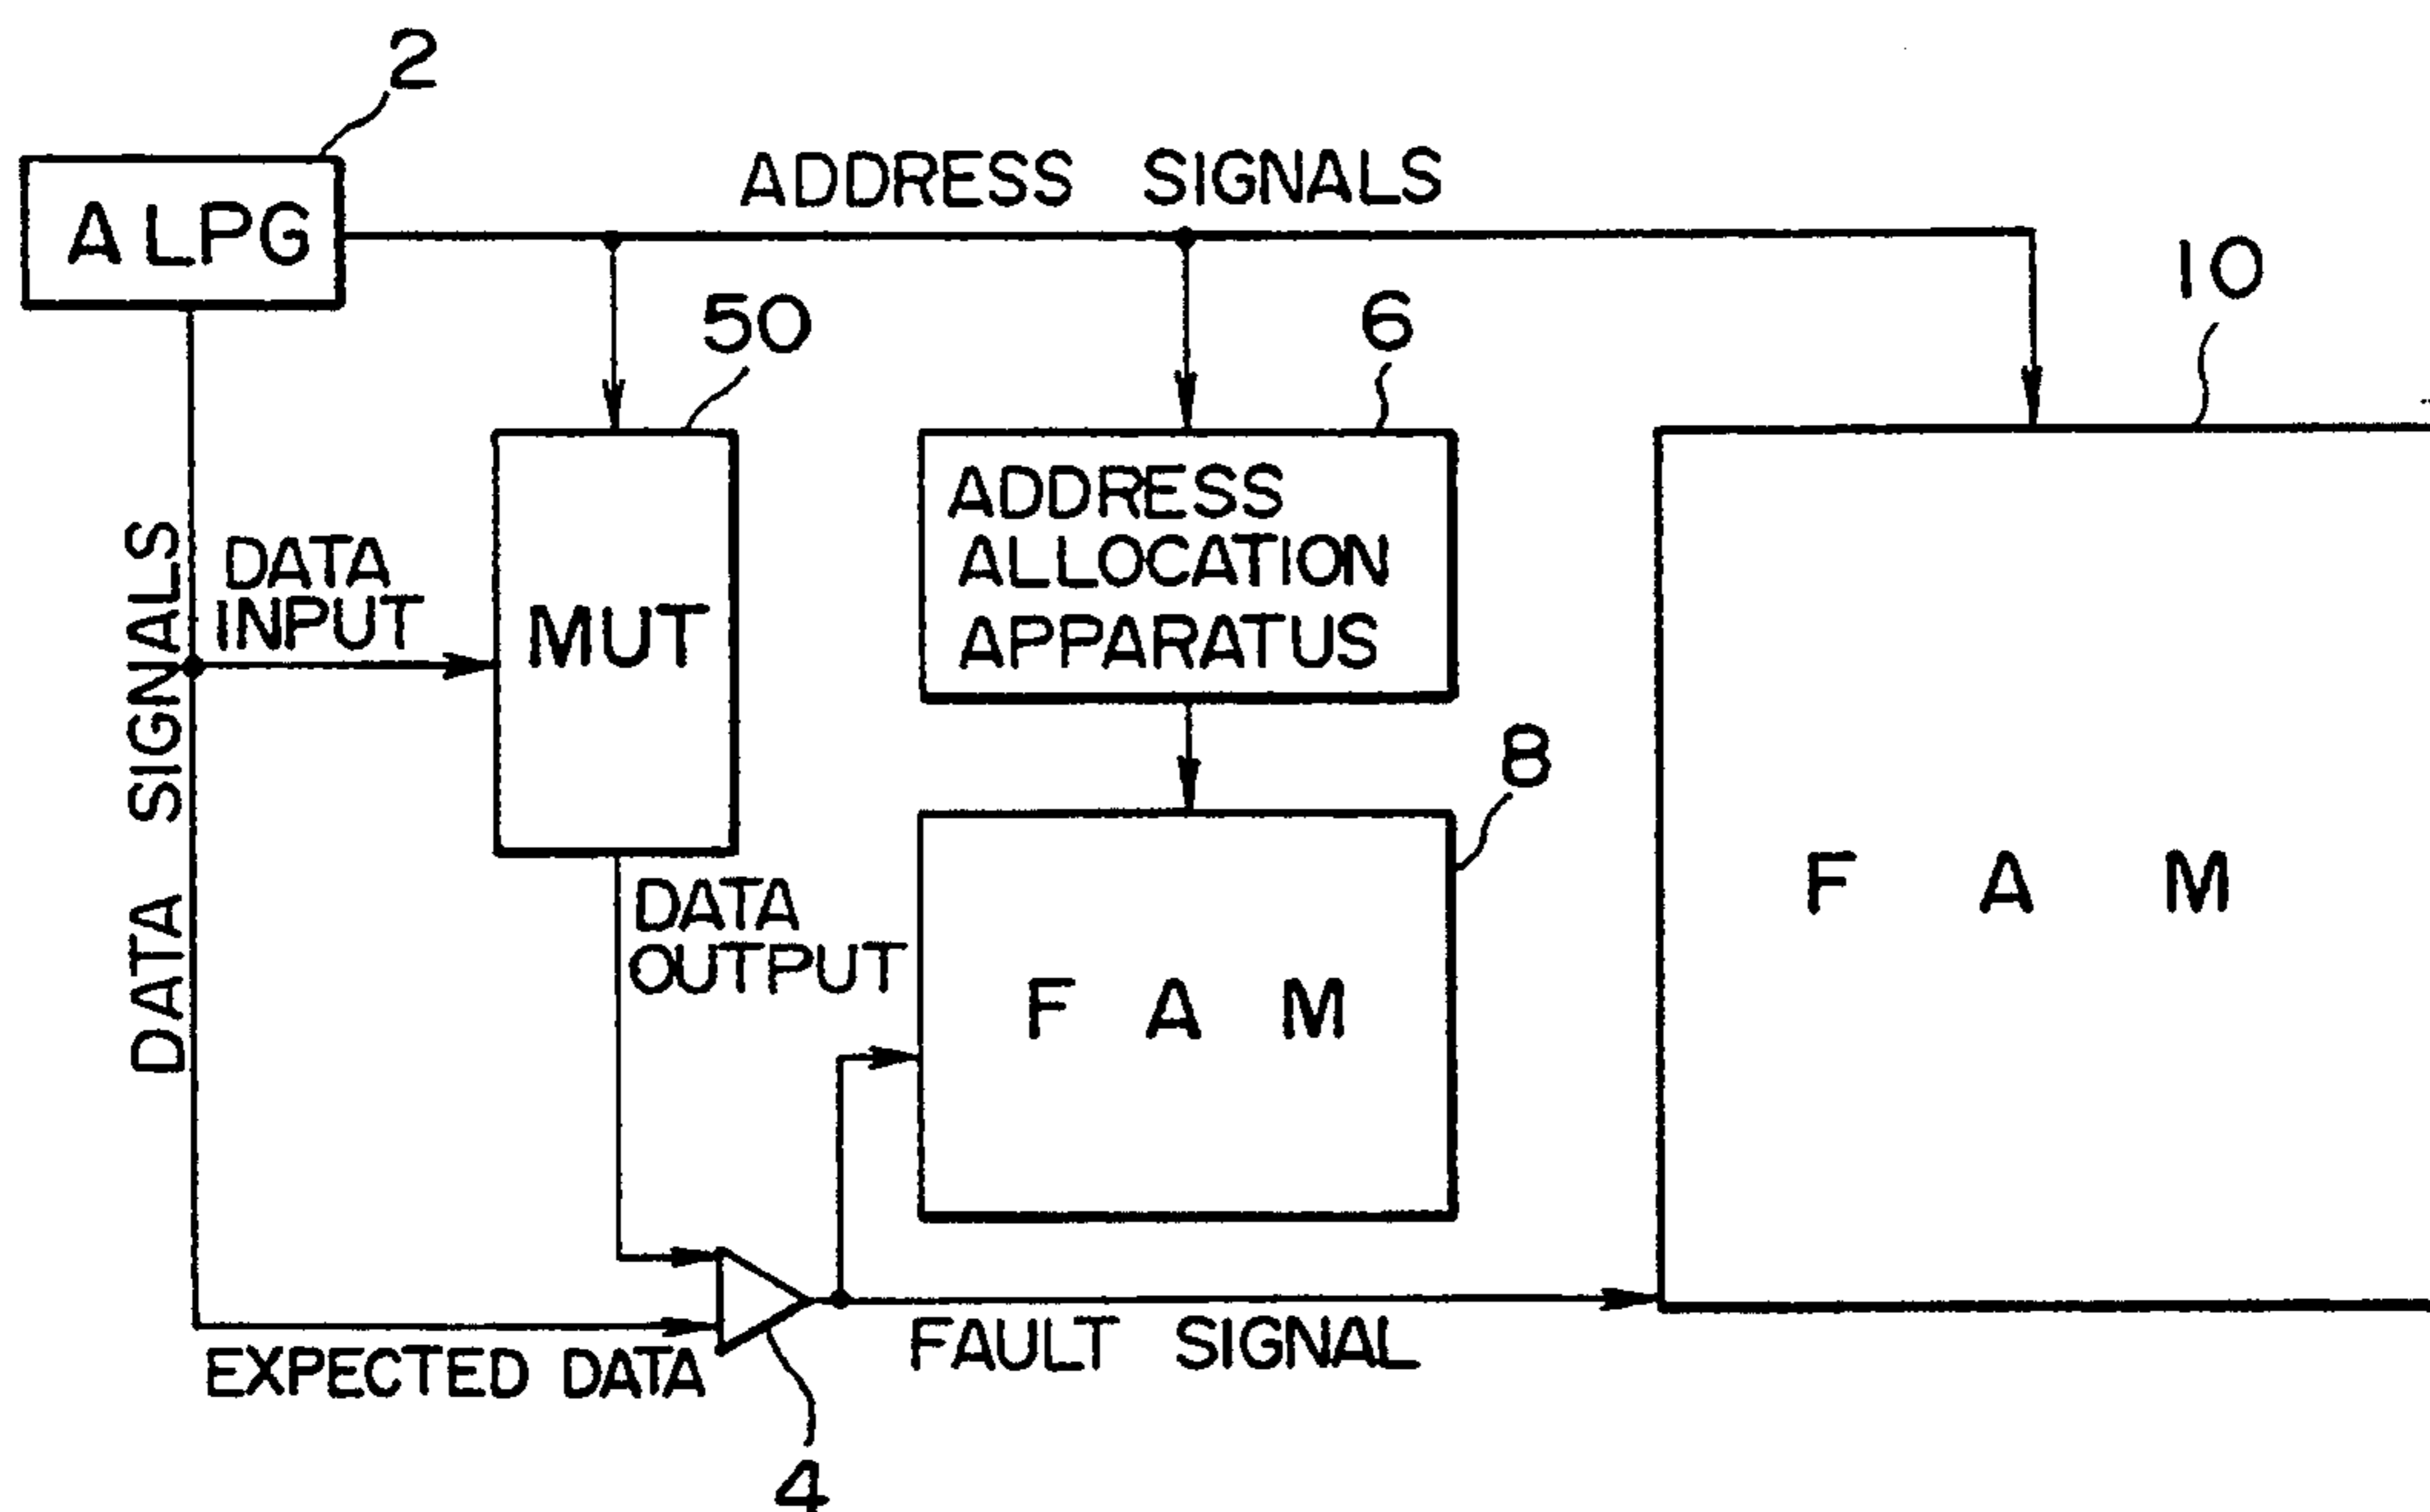 2
ALPG
ADDRESS SIGNALS
50
6
10
DATA SIGNALS
DATA
INPUT
MUT
ADDRESS
ALLOCATION
APPARATUS
8
DATA
OUTPUT
F A M
F A M
FAULT SIGNAL
EXPECTED DATA
4